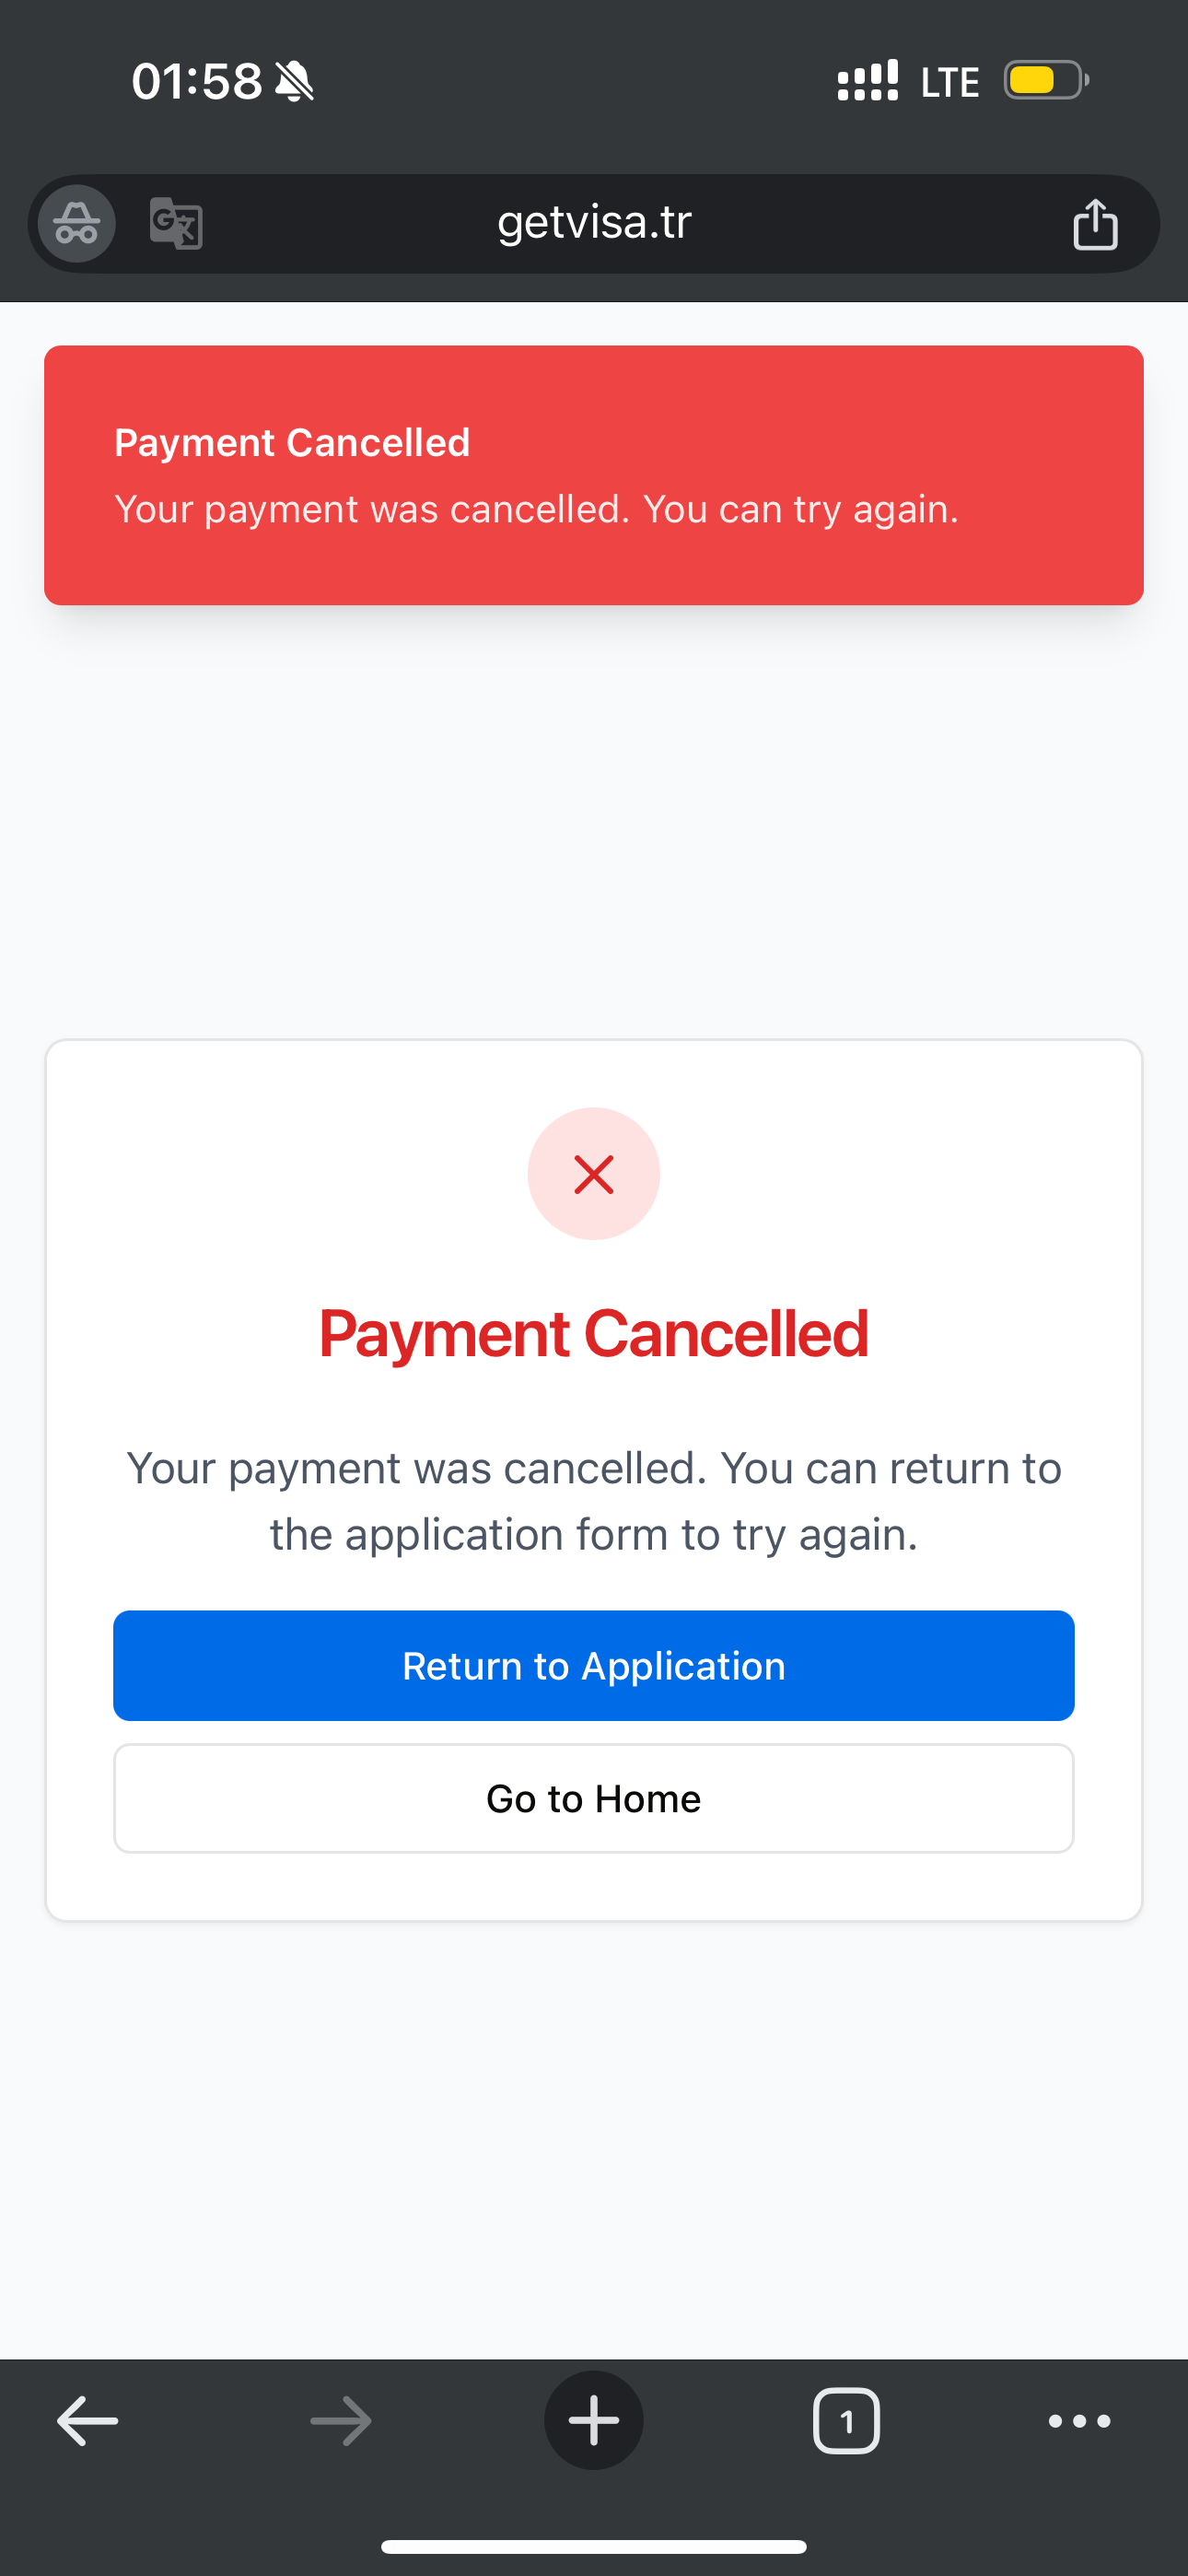 01:58
LTE
getvisa.tr
Payment Cancelled
Your payment was cancelled. You can try again.
Payment Cancelled
Your payment was cancelled. You can return to
the application form to try again.
Return to Application
Go to Home
1